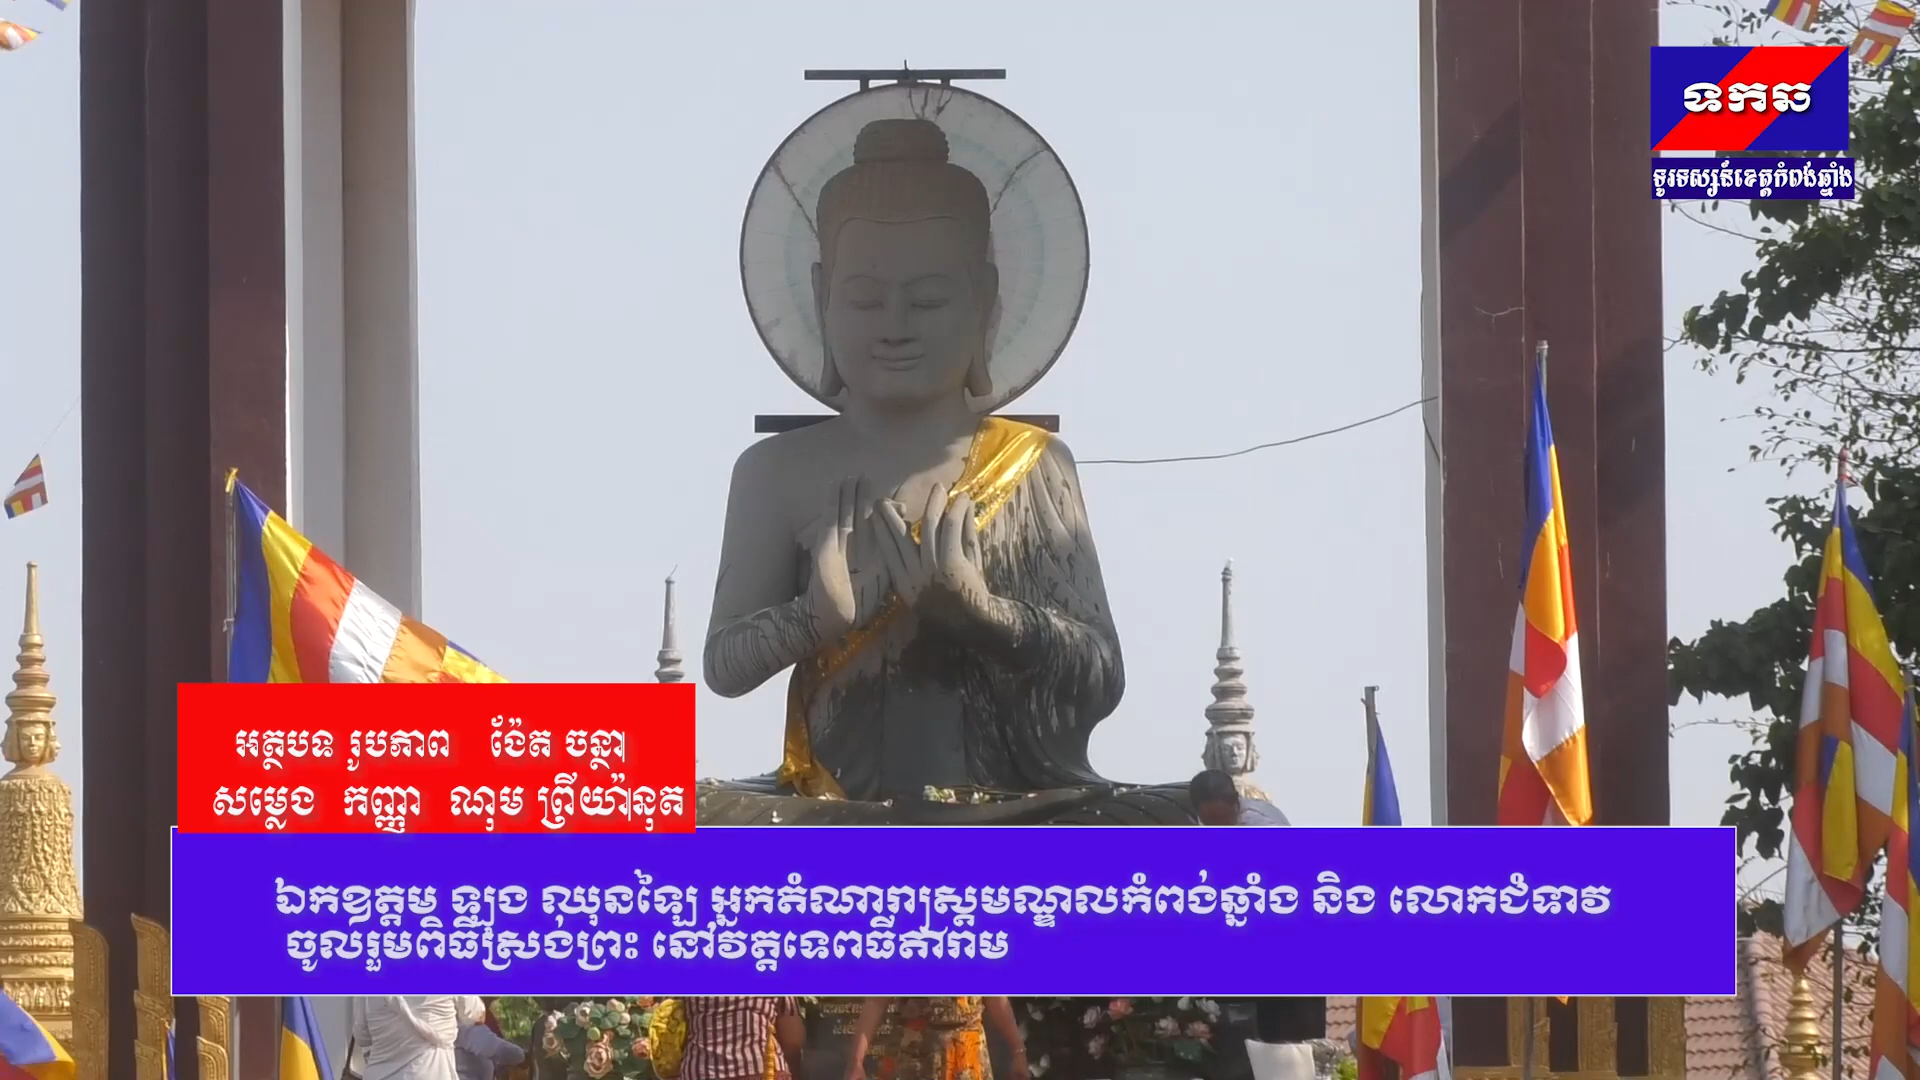 ទកឆ
ទូរទស្សន៍ខេត្តកំពង់ឆ្នាំង
អត្ថបទ រូបភាព ង៉ែត ចន្ថា
សម្លេង កញ្ញា ណុម ព្រីយ៉ានុត
ឯកឧត្តម ឡុង ឈុនឡៃ អ្នកតំណារាស្ត្រមណ្ឌលកំពង់ឆ្នាំង និង លោកជំទាវ
ចូលរួមពិធីស្រង់ព្រះ នៅវត្តទេពធីតារាម